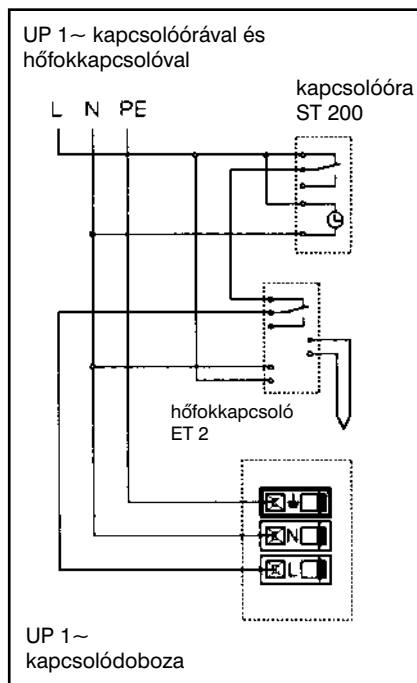 UP 1~ kapcsolóórával és
hőfokkapcsolóval
kapcsolóóra
ST 200
L N PE
hőfokkapcsoló
ET 2
N
L
UP 1~
kapcsolódoboza